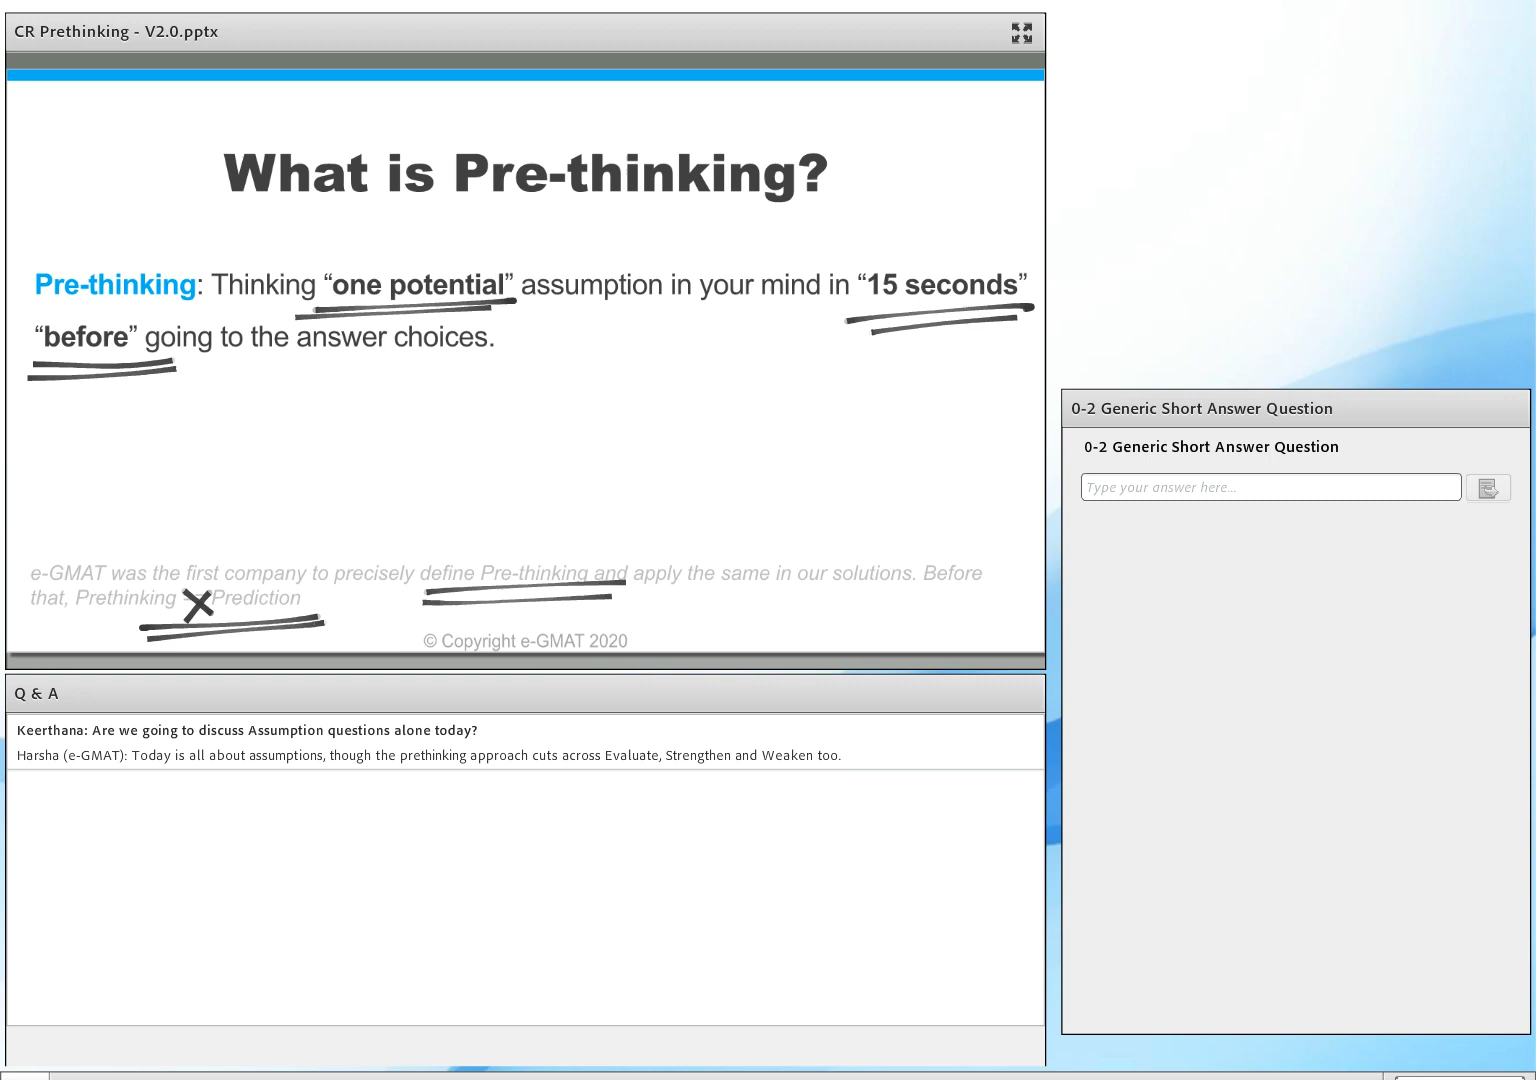 CR Prethinking - V2.0.pptx
What is Pre-thinking?
Pre-thinking: Thinking “one potential” assumption in your mind in “15 seconds”
“before” going to the answer choices.
e-GMAT was the first company to precisely define Pre-thinking and apply the same in our solutions. Before
that, Prethinking Prediction
© Copyright e-GMAT 2020
Q & A
Keerthana: Are we going to discuss Assumption questions alone today?
Harsha (e-GMAT): Today is all about assumptions, though the prethinking approach cuts across Evaluate, Strengthen and Weaken too.
0-2 Generic Short Answer Question
0-2 Generic Short Answer Question
Type your answer here...